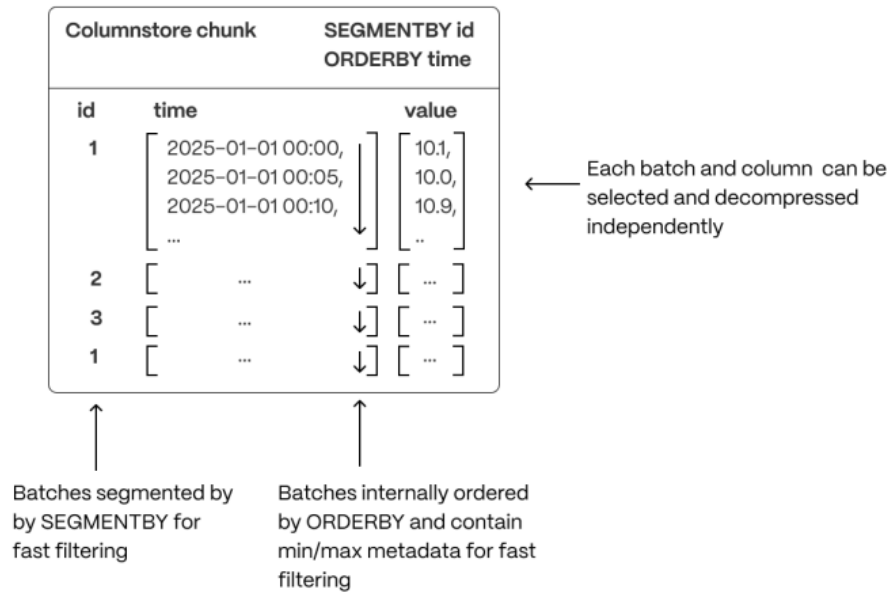 Columnstore chunk SEGMENTBY id
ORDERBY time
id time value
1 [ 2025-01-01 00:00, ↓ ] [ 10.1, ]
2025-01-01 00:05, 10.0,
2025-01-01 00:10, 10.9,
... ..
2 [ ... ↓ ] [ ... ]
3 [ ... ↓ ] [ ... ]
1 [ ... ↓ ] [ ... ]
Each batch and column can be
selected and decompressed
independently
Batches segmented by
by SEGMENTBY for
fast filtering
Batches internally ordered
by ORDERBY and contain
min/max metadata for fast
filtering